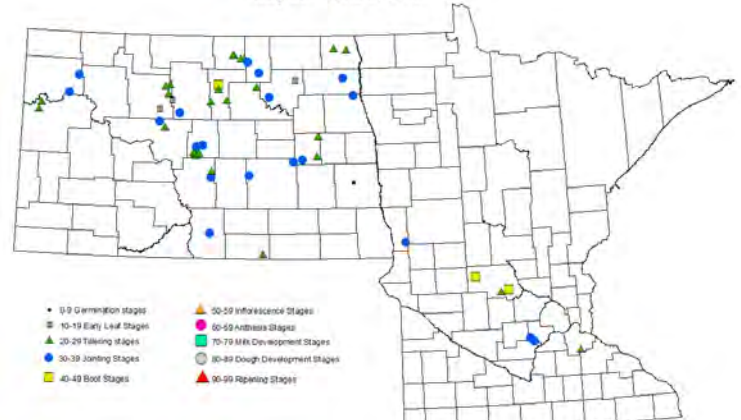 0-9 Germination stages
10-19 Early Leaf Stages
20-29 Tillering stages
30-39 Jointing Stages
40-49 Boot Stages
50-59 Inflorescence Stages
60-69 Anthesis Stages
70-79 Milk Development Stages
80-89 Dough Development Stages
90-99 Ripening Stages